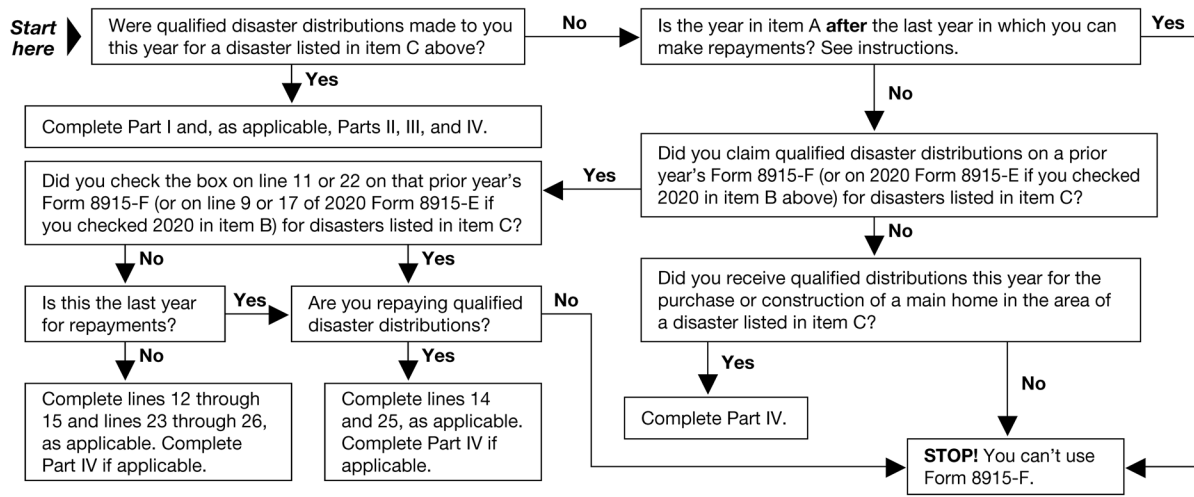 Start
here
Were qualified disaster distributions made to you
this year for a disaster listed in item C above?
No
Is the year in item A after the last year in which you can
make repayments? See instructions.
Yes
Yes
No
Complete Part I and, as applicable, Parts II, III, and IV.
Did you claim qualified disaster distributions on a prior
year's Form 8915-F (or on 2020 Form 8915-E if you checked
2020 in item B above) for disasters listed in item C?
Yes
Did you check the box on line 11 or 22 on that prior year's
Form 8915-F (or on line 9 or 17 of 2020 Form 8915-E if
you checked 2020 in item B) for disasters listed in item C?
No
No
Yes
Did you receive qualified distributions this year for the
purchase or construction of a main home in the area of
a disaster listed in item C?
Is this the last year
for repayments?
Yes
Are you repaying qualified
disaster distributions?
No
No
Yes
Yes
No
Complete lines 12 through
15 and lines 23 through 26,
as applicable. Complete
Part IV if applicable.
Complete lines 14
and 25, as applicable.
Complete Part IV if
applicable.
Complete Part IV.
STOP! You can't use
Form 8915-F.